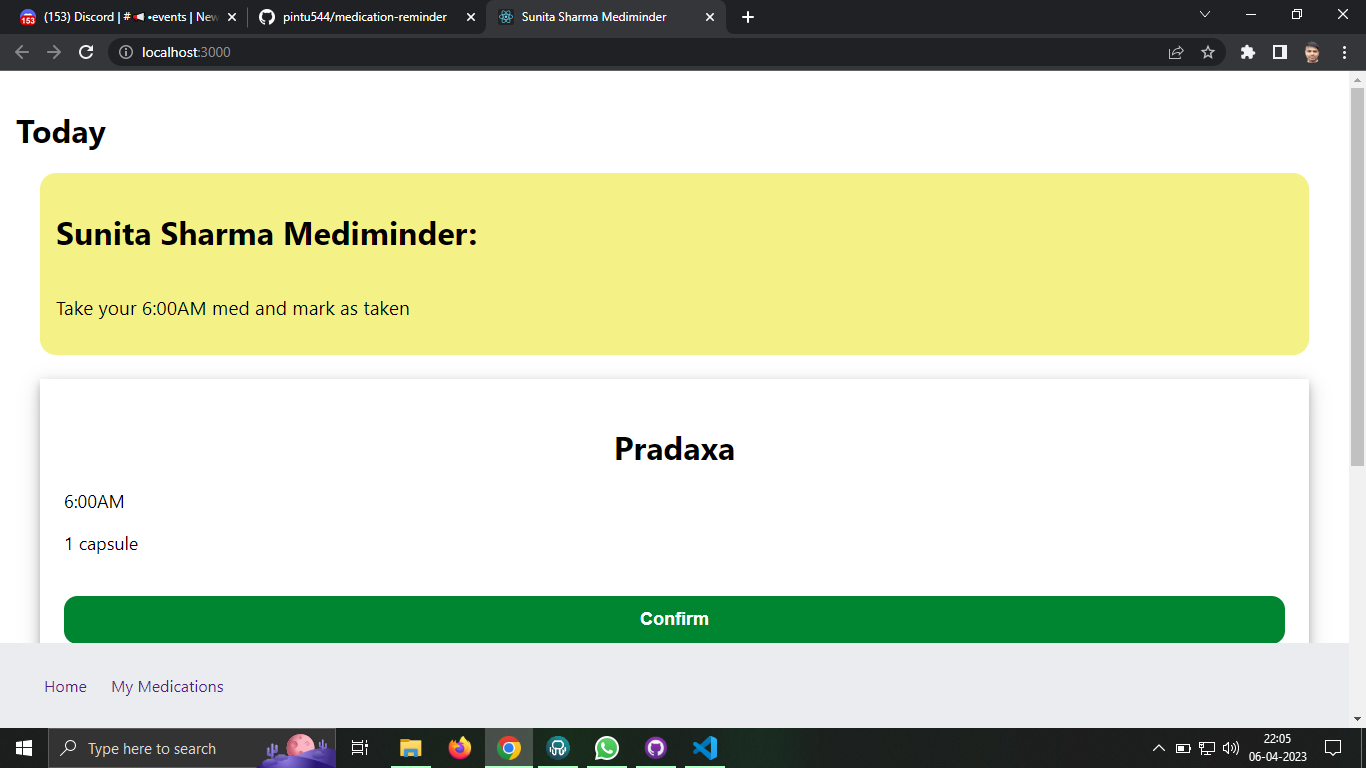 153
(153) Discord | # •events | New
pintu544/medication-reminder
Sunita Sharma Mediminder
localhost:3000
Today
Sunita Sharma Mediminder:
Take your 6:00AM med and mark as taken
Pradaxa
6:00AM
1 capsule
Confirm
Home My Medications
Type here to search
22:05
06-04-2023